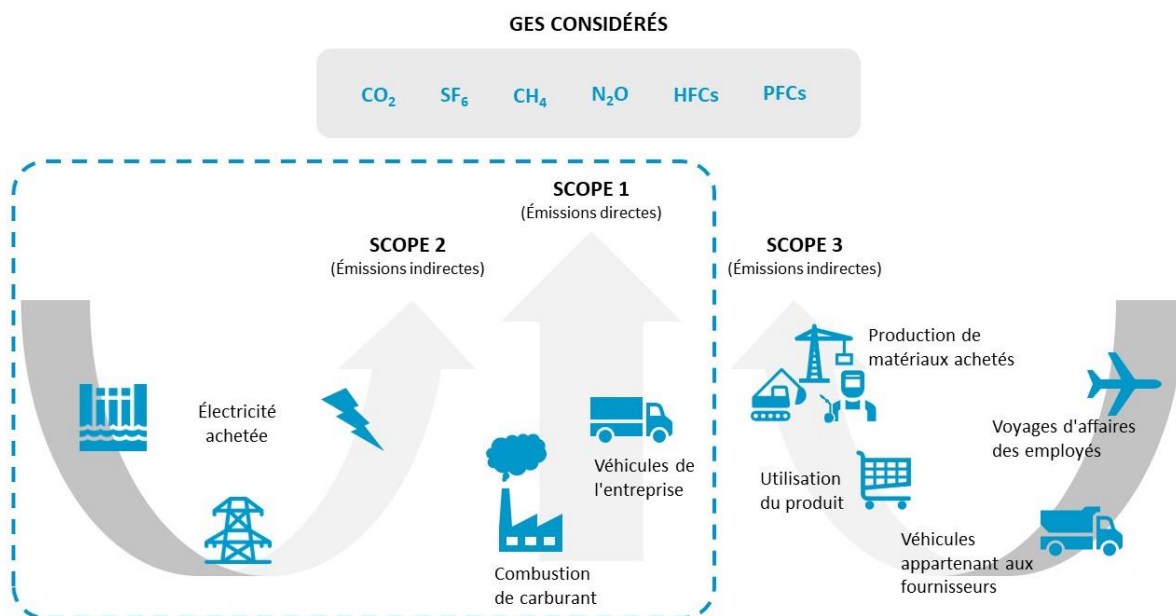 GES CONSIDÉRÉS
CO₂ SF₆ CH₄ N₂O HFCs PFCs
SCOPE 1
(Émissions directes)
SCOPE 2
(Émissions indirectes)
SCOPE 3
(Émissions indirectes)
Électricité
achetée
Combustion
de carburant
Véhicules de
l'entreprise
Production de
matériaux achetés
Utilisation
du produit
Voyages d'affaires
des employés
Véhicules
appartenant aux
fournisseurs